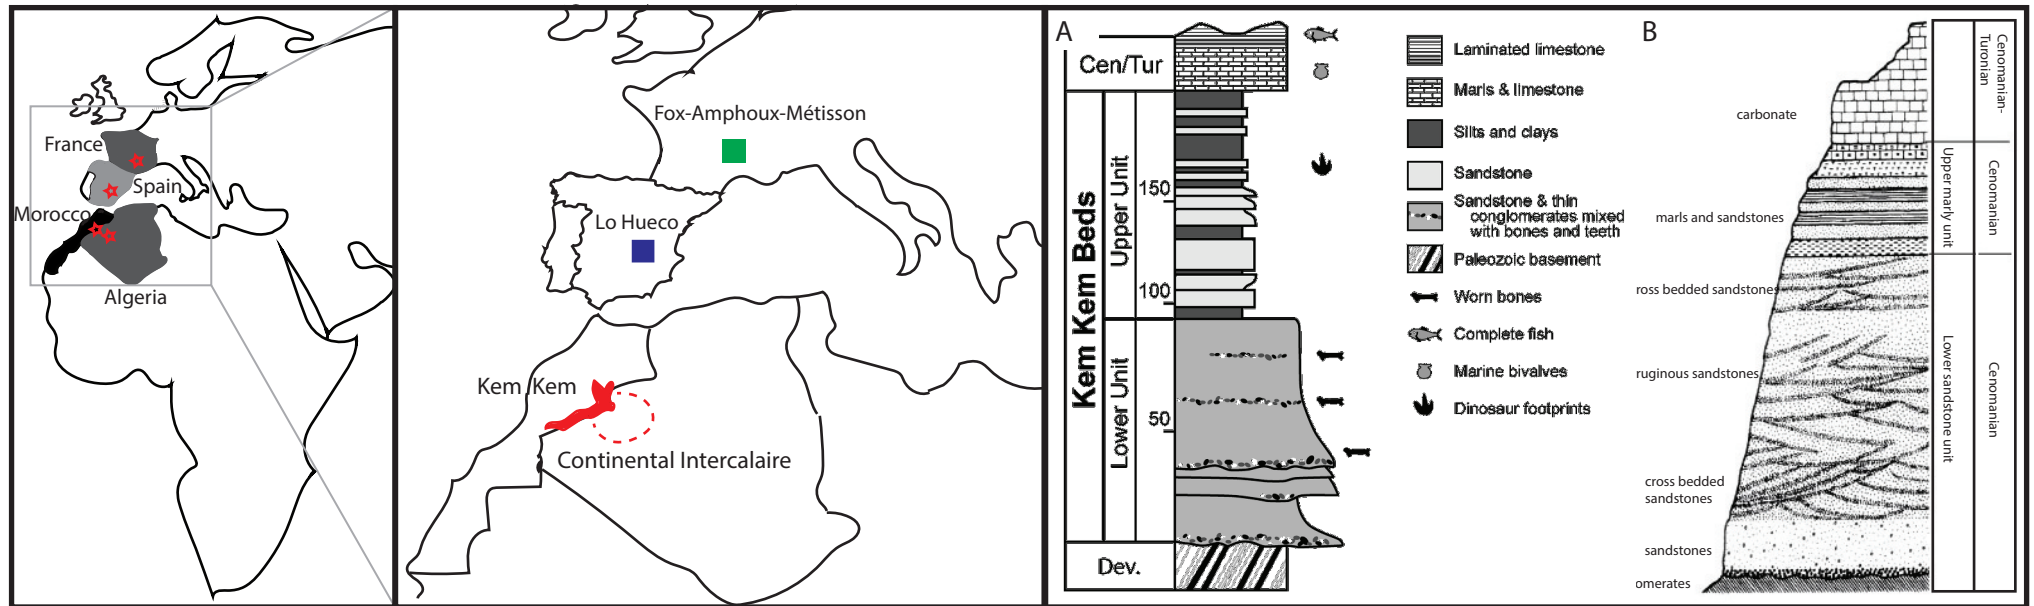 France
Spain
Morocco
Algeria
Fox-Amphoux-Métisson
Lo Hueco
Kem Kem
Continental Intercalaire
A
Cen/Tur
Kem Kem Beds
Upper Unit
Lower Unit
150
100
50
Dev.
Laminated limestone
Marls & limestone
Silts and clays
Sandstone
Sandstone & thin
conglomerates mixed
with bones and teeth
Paleozoic basement
Worn bones
Complete fish
Marine bivalves
Dinosaur footprints
B
carbonate
marls and sandstones
ross bedded sandstones
ruginous sandstones
cross bedded
sandstones
sandstones
omerates
Upper marly unit
Lower sandstone unit
Cenomanian-
Turonian
Cenomanian
Cenomanian